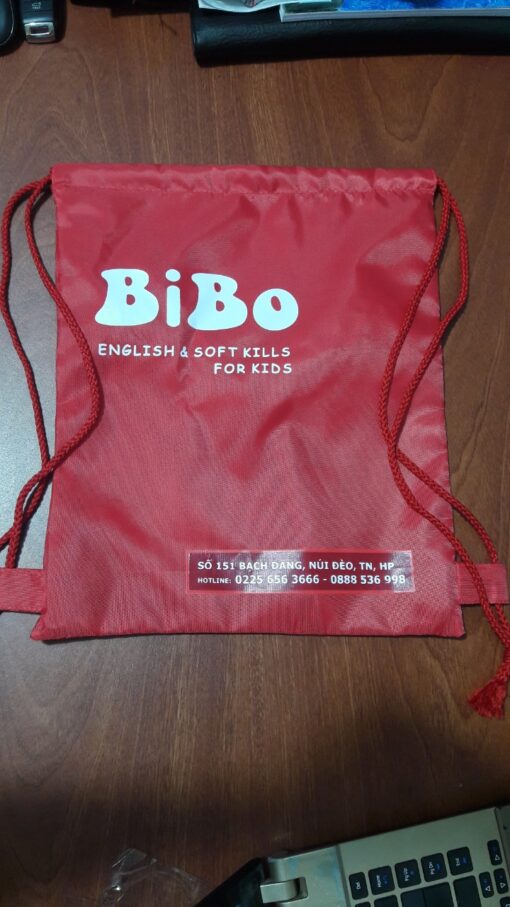 BiBo
ENGLISH & SOFT KILLS
FOR KIDS
SỐ 151 BẠCH ĐẰNG, NÚI ĐÈO, TN, HP
HOTLINE: 0225 656 3666 - 0888 536 998